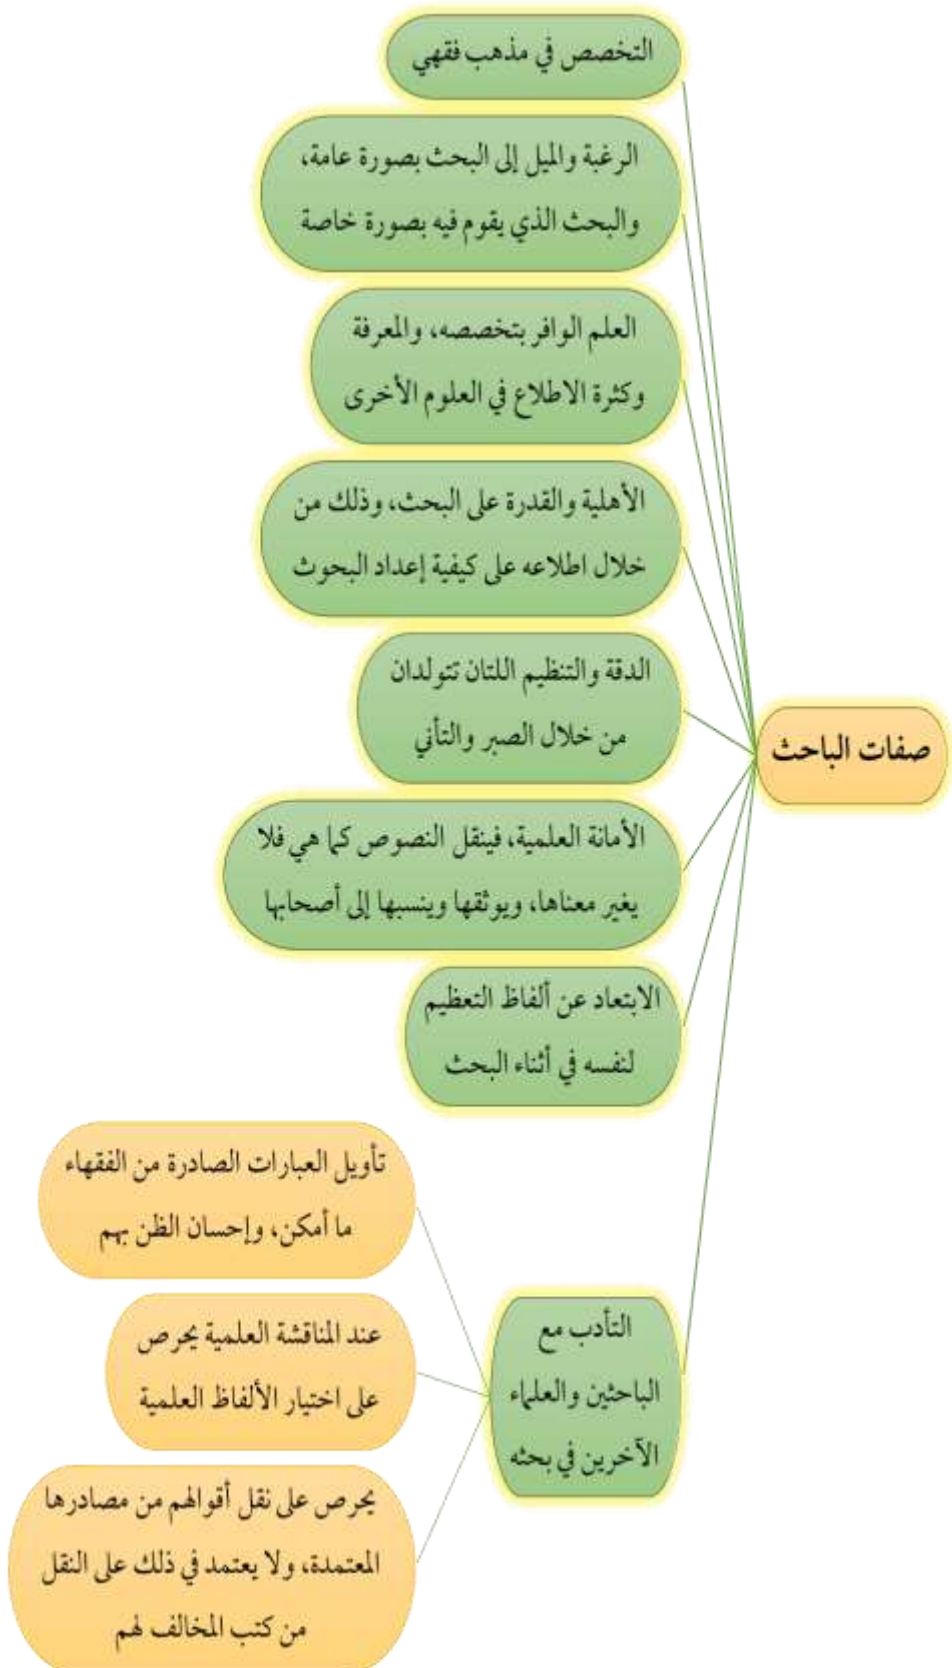 صفات الباحث
التخصص في مذهب فقهي
الرغبة والميل إلى البحث بصورة عامة،
والبحث الذي يقوم فيه بصورة خاصة
العلم الوافر بتخصصه، والمعرفة
وكثرة الاطلاع في العلوم الأخرى
الأهلية والقدرة على البحث، وذلك من
خلال اطلاعه على كيفية إعداد البحوث
الدقة والتنظيم اللتان تتولدان
من خلال الصبر والتأني
الأمانة العلمية، فينقل النصوص كما هي فلا
يغير معناها، ويوثقها وينسبها إلى أصحابها
الابتعاد عن ألفاظ التعظيم
لنفسه في أثناء البحث
التأدب مع
الباحثين والعلماء
الآخرين في بحثه
تأويل العبارات الصادرة من الفقهاء
ما أمكن، وإحسان الظن بهم
عند المناقشة العلمية يحرص
على اختيار الألفاظ العلمية
يحرص على نقل أقوالهم من مصادرها
المعتمدة، ولا يعتمد في ذلك على النقل
من كتب المخالف لهم